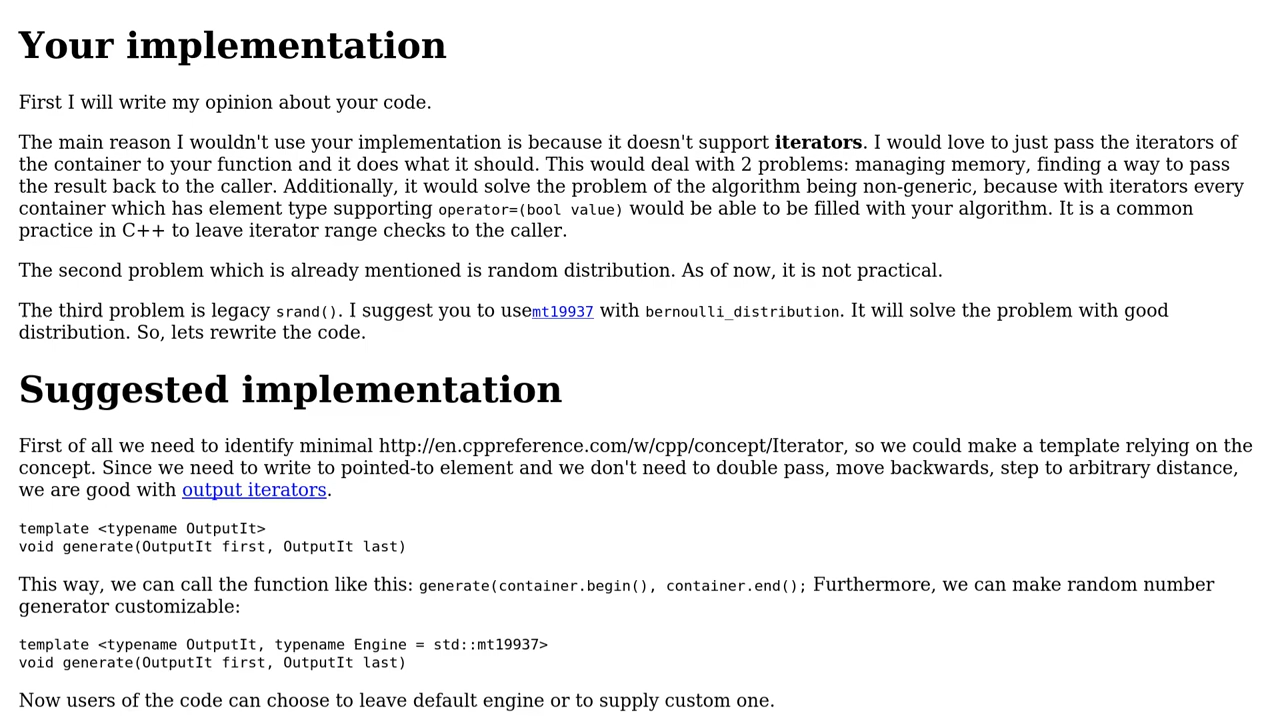 Your implementation
First I will write my opinion about your code.
The main reason I wouldn't use your implementation is because it doesn't support iterators. I would love to just pass the iterators of
the container to your function and it does what it should. This would deal with 2 problems: managing memory, finding a way to pass
the result back to the caller. Additionally, it would solve the problem of the algorithm being non-generic, because with iterators every
container which has element type supporting operator=(bool value) would be able to be filled with your algorithm. It is a common
practice in C++ to leave iterator range checks to the caller.
The second problem which is already mentioned is random distribution. As of now, it is not practical.
The third problem is legacy srand(). I suggest you to usemt19937 with bernoulli_distribution. It will solve the problem with good
distribution. So, lets rewrite the code.
Suggested implementation
First of all we need to identify minimal http://en.cppreference.com/w/cpp/concept/Iterator, so we could make a template relying on the
concept. Since we need to write to pointed-to element and we don't need to double pass, move backwards, step to arbitrary distance,
we are good with output iterators.
template <typename OutputIt>
void generate(OutputIt first, OutputIt last)
This way, we can call the function like this: generate(container.begin(), container.end(); Furthermore, we can make random number
generator customizable:
template <typename OutputIt, typename Engine = std::mt19937>
void generate(OutputIt first, OutputIt last)
Now users of the code can choose to leave default engine or to supply custom one.